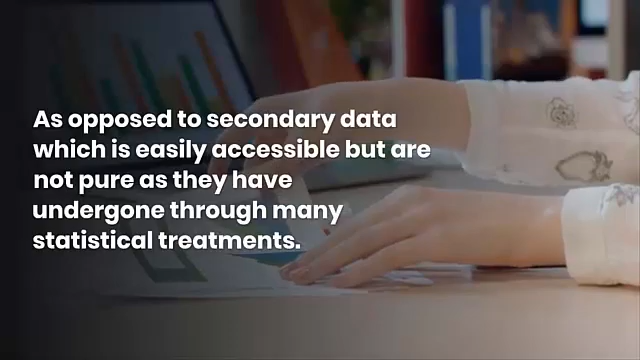 As opposed to secondary data
which is easily accessible but are
not pure as they have
undergone through many
statistical treatments.